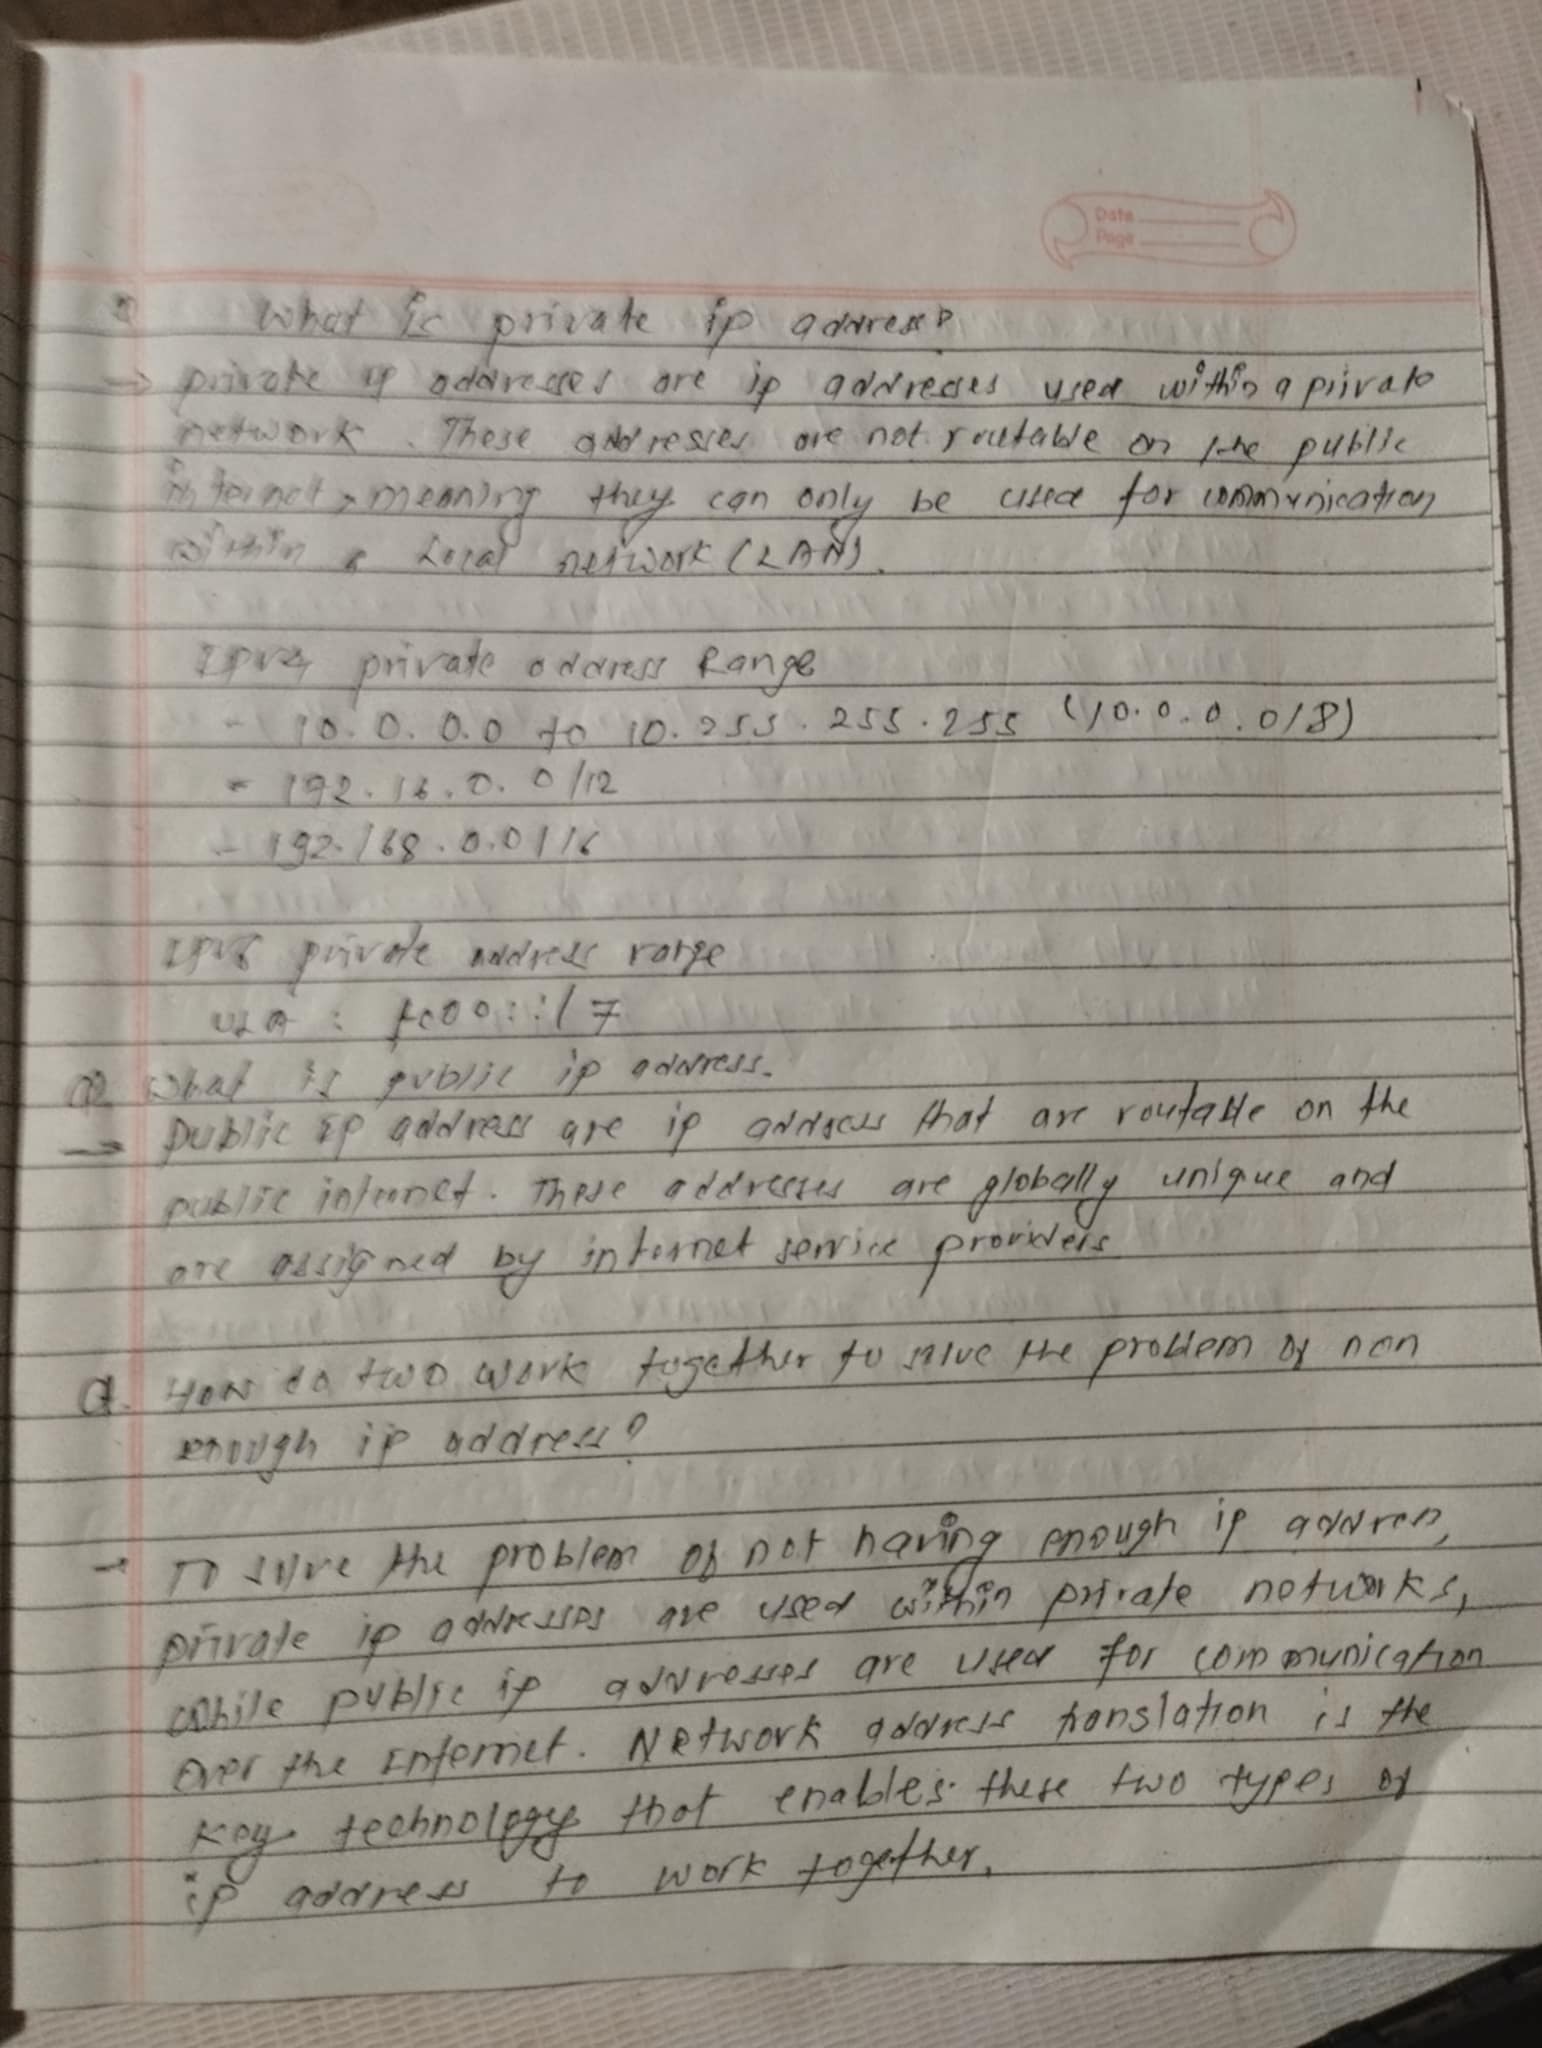 Date
Page
What is private ip address?
→ private ip addresses are ip addresses used within a private
network. These addresses are not routable on the public
internet, meaning they can only be used for communication
within a Local network (LAN).
IPV4 private address Range
- 10.0.0.0 to 10.255.255.255 (10.0.0.0/8)
- 192.16.0.0/12
- 192.168.0.0/16
IPV6 private address range
ULA : fc00::/7
Q. What is public ip address.
→ Public IP address are ip address that are routable on the
public internet. These addresses are globally unique and
are assigned by internet service providers
Q. How do two work together to solve the problem of non
enough ip address?
→ To solve the problem of not having enough ip address,
private ip addresses are used within private networks,
while public ip addresses are used for communication
over the Internet. Network address translation is the
key technology that enables these two types of
ip address to work together.